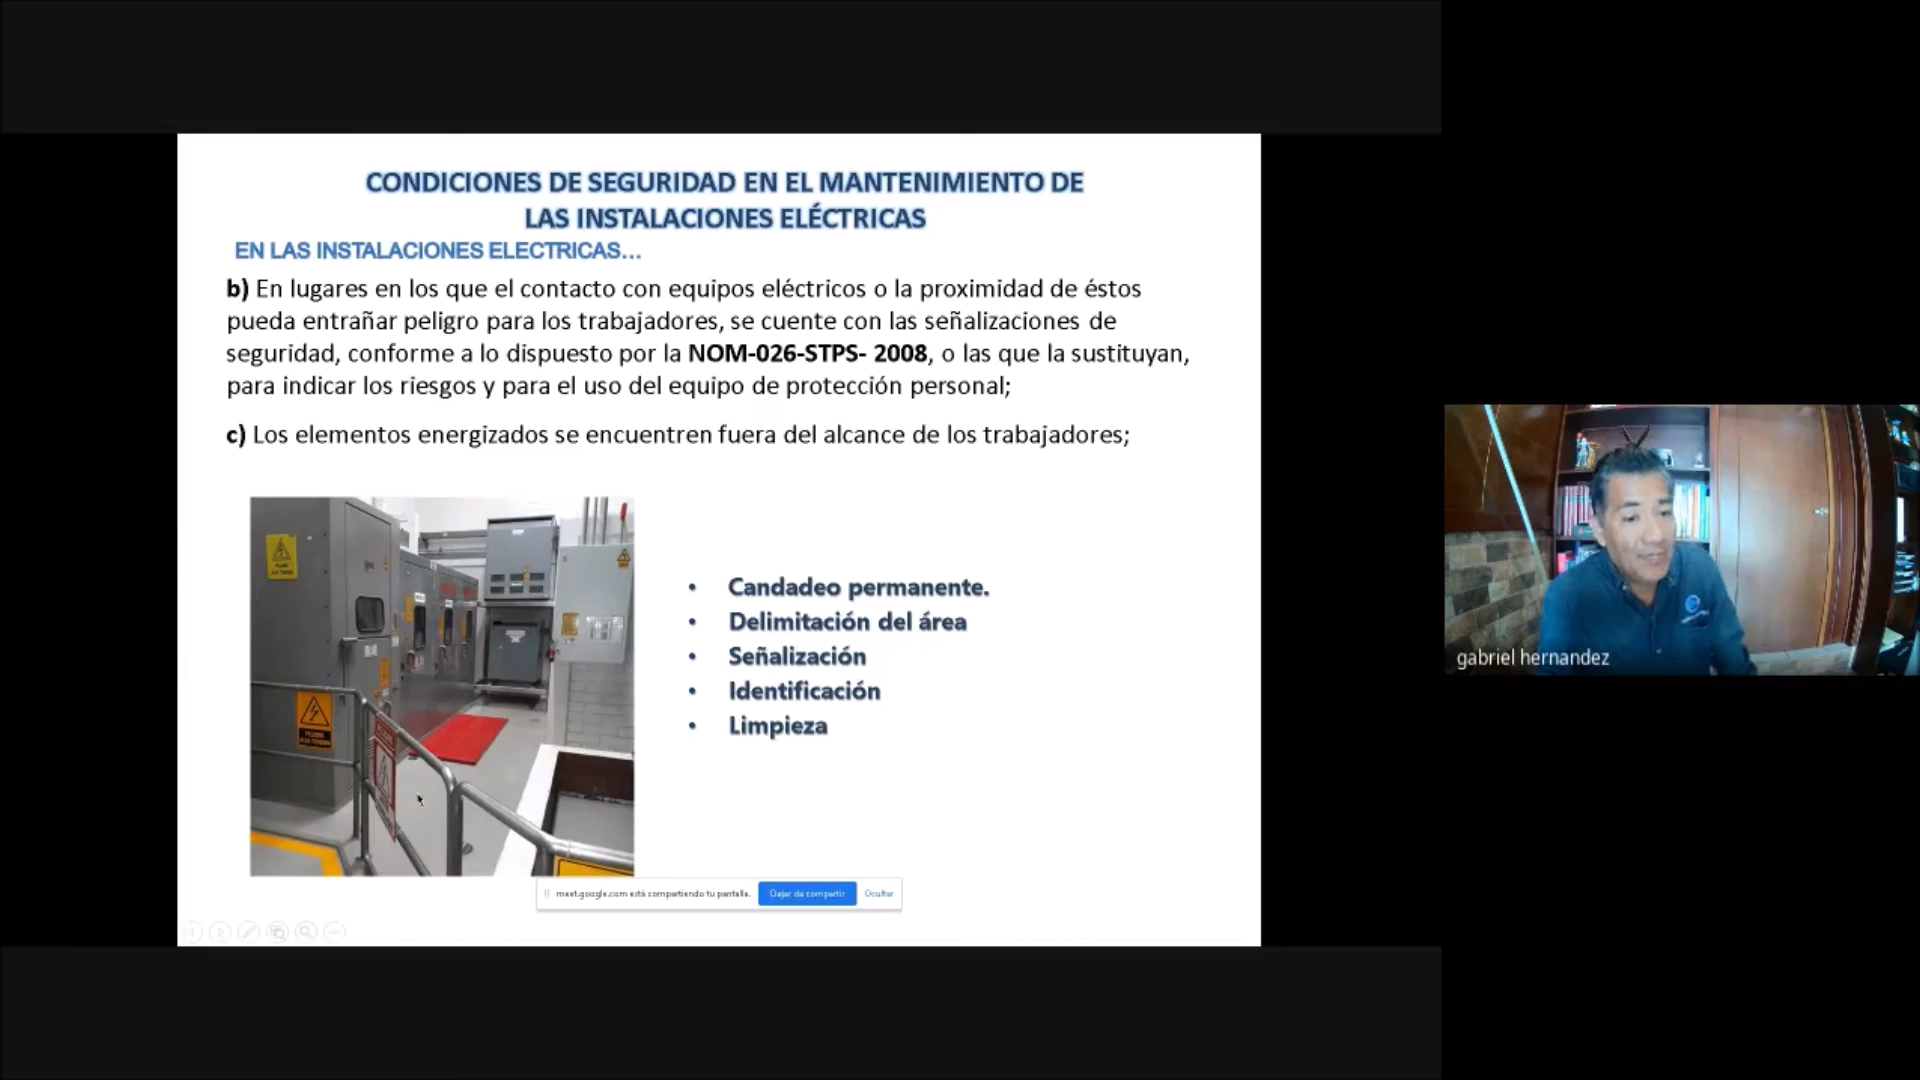 CONDICIONES DE SEGURIDAD EN EL MANTENIMIENTO DE
LAS INSTALACIONES ELÉCTRICAS
EN LAS INSTALACIONES ELECTRICAS...
b) En lugares en los que el contacto con equipos eléctricos o la proximidad de éstos
pueda entrañar peligro para los trabajadores, se cuente con las señalizaciones de
seguridad, conforme a lo dispuesto por la NOM-026-STPS- 2008, o las que la sustituyan,
para indicar los riesgos y para el uso del equipo de protección personal;
c) Los elementos energizados se encuentren fuera del alcance de los trabajadores;
• Candadeo permanente.
• Delimitación del área
• Señalización
• Identificación
• Limpieza
PELIGRO
ALTA TENSION
meet.google.com está compartiendo tu pantalla.
Dejar de compartir
Ocultar
gabriel hernandez